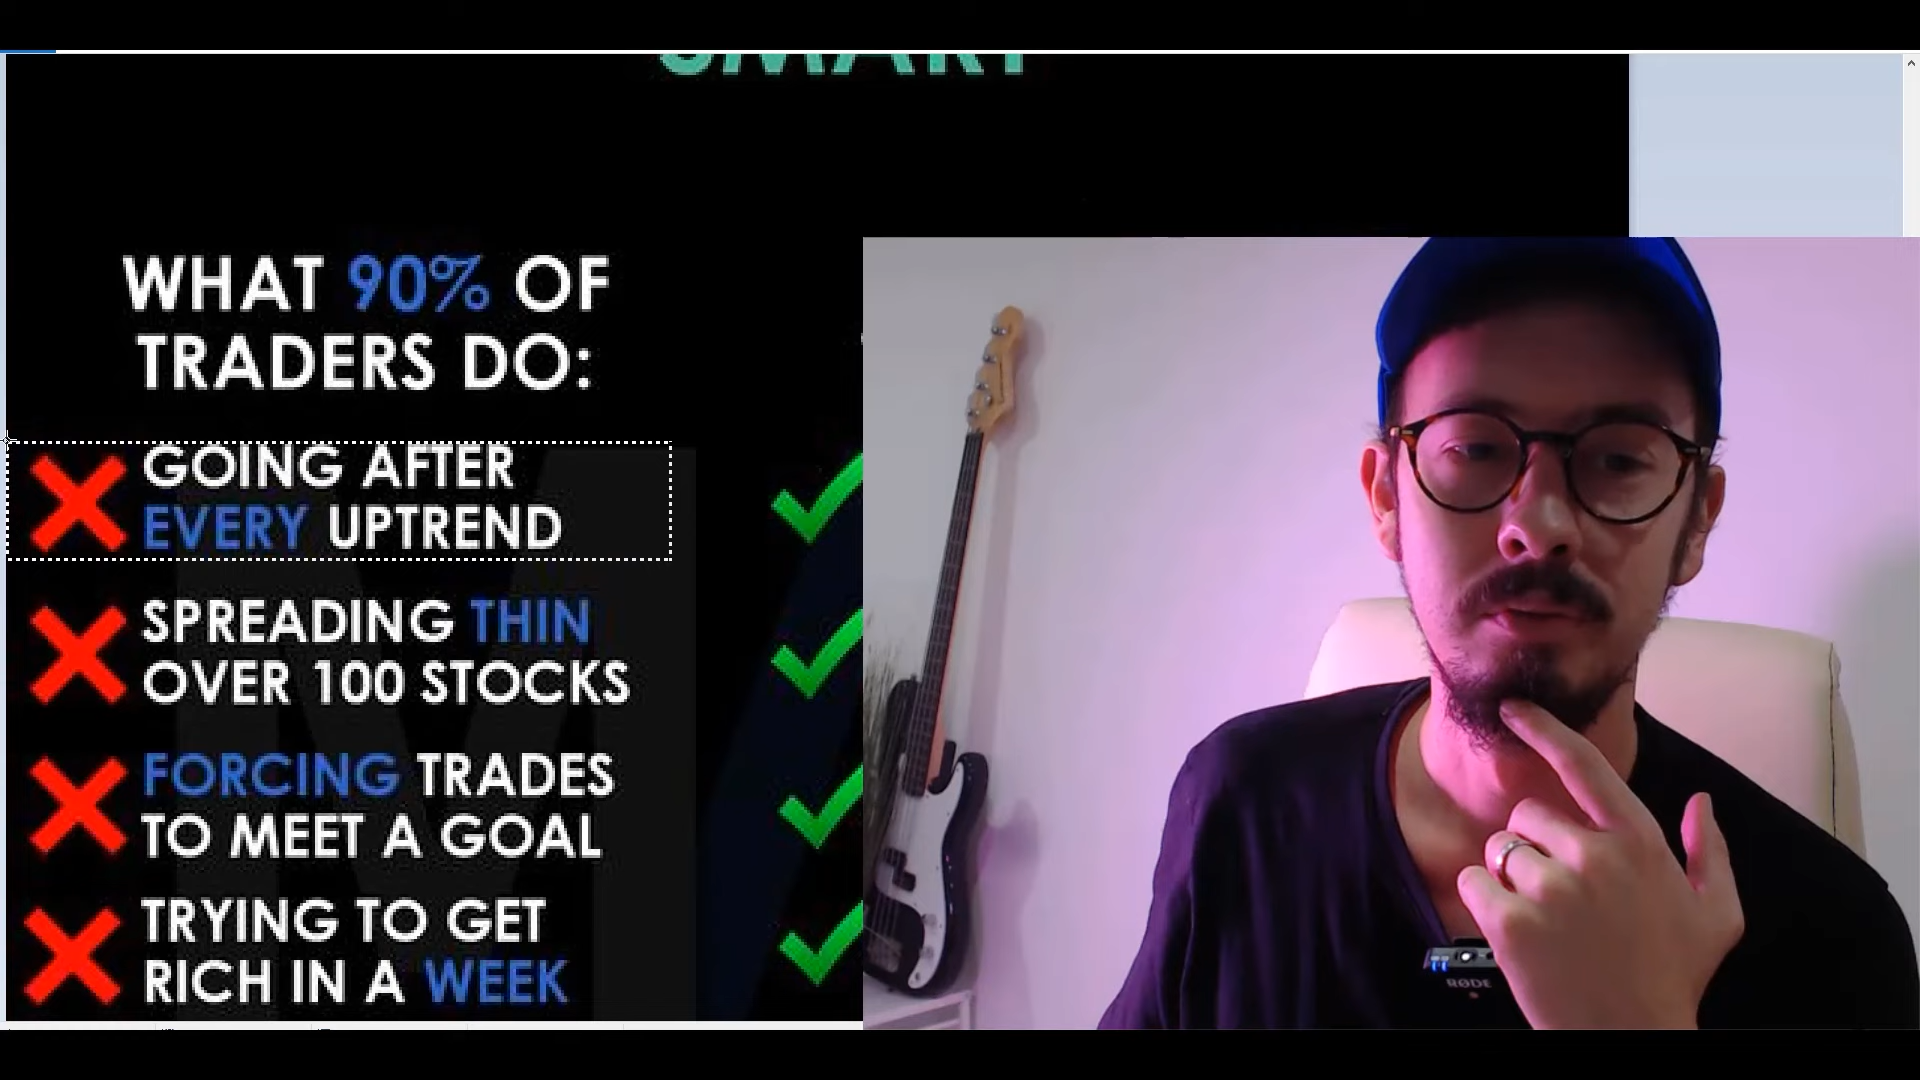 SMART
WHAT 90% OF
TRADERS DO:
GOING AFTER
EVERY UPTREND
SPREADING THIN
OVER 100 STOCKS
FORCING TRADES
TO MEET A GOAL
TRYING TO GET
RICH IN A WEEK
RØDE